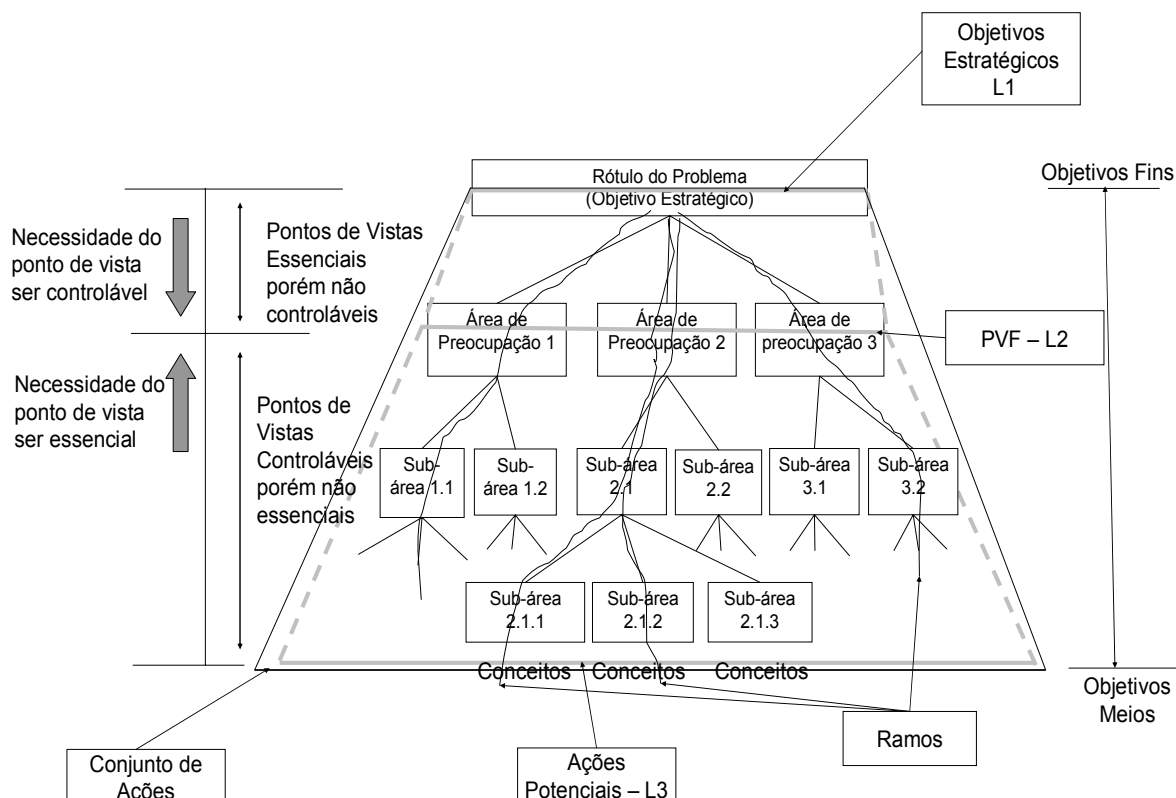 Objetivos
Estratégicos
L1
Rótulo do Problema
(Objetivo Estratégico)
Objetivos Fins
Necessidade do
ponto de vista
ser controlável
Pontos de Vistas
Essenciais
porém não
controláveis
Área de
Preocupação 1
Área de
Preocupação 2
Área de
preocupação 3
PVF – L2
Necessidade do
ponto de vista
ser essencial
Pontos de
Vistas
Controláveis
porém não
essenciais
Sub-
área 1.1
Sub-
área 1.2
Sub-área
2.1
Sub-área
2.2
Sub-área
3.1
Sub-área
3.2
Sub-área
2.1.1
Sub-área
2.1.2
Sub-área
2.1.3
Conceitos
Conceitos
Conceitos
Objetivos
Meios
Ramos
Conjunto de
Ações
Ações
Potenciais – L3